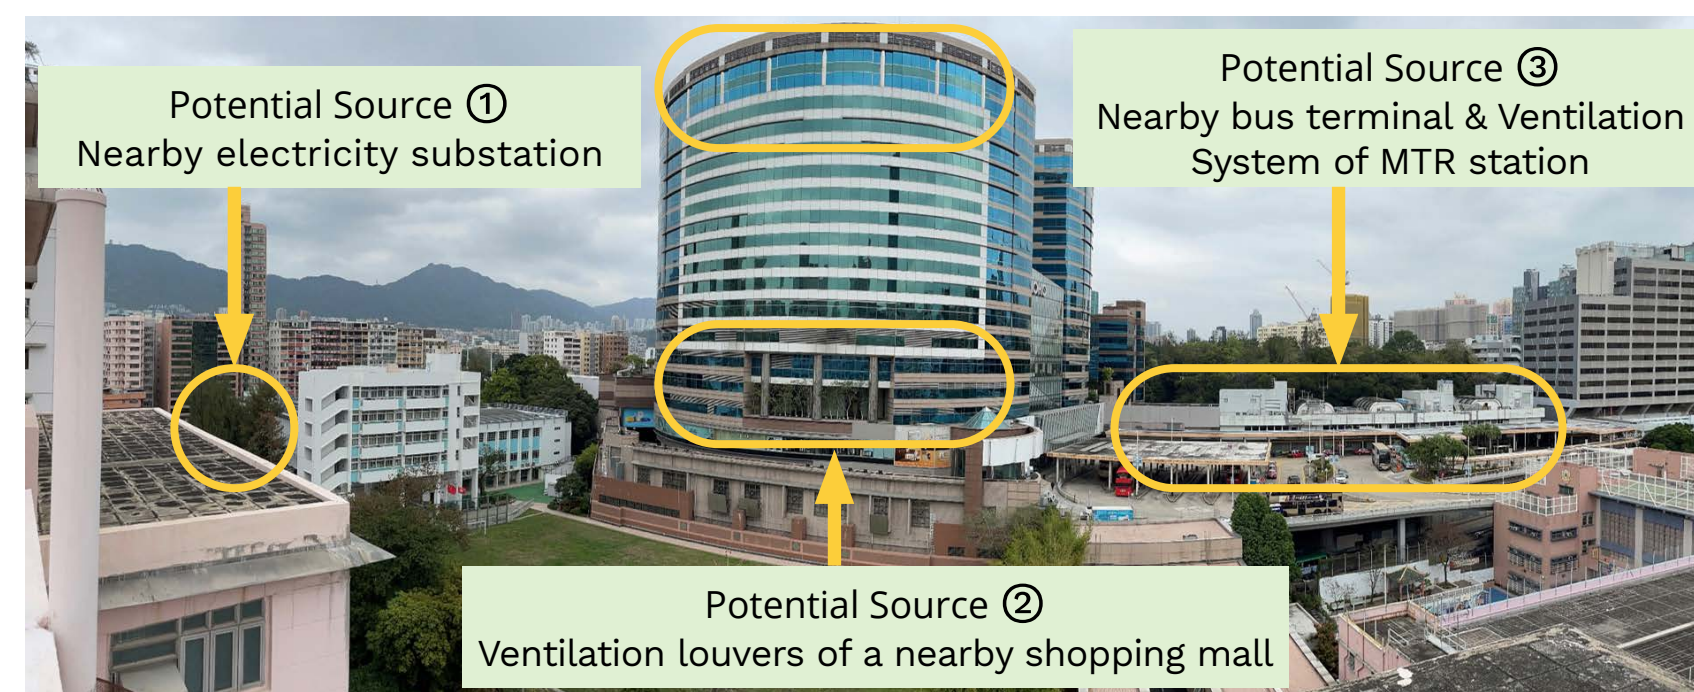 Potential Source ①
Nearby electricity substation
Potential Source ③
Nearby bus terminal & Ventilation
System of MTR station
Potential Source ②
Ventilation louvers of a nearby shopping mall